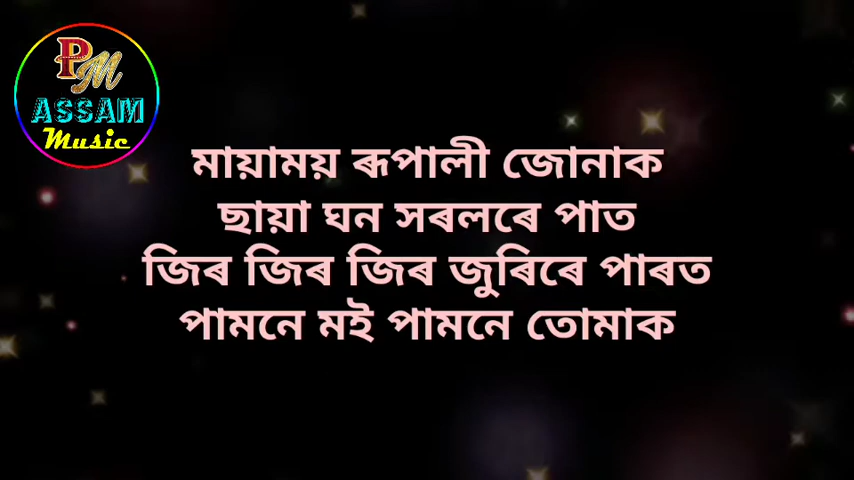 PM
ASSAM
Music
মায়াময় ৰূপালী জোনাক
ছায়া ঘন সৰলৰে পাত
জিৰ জিৰ জিৰ জুৰিৰে পাৰত
পামনে মই পামনে তোমাক